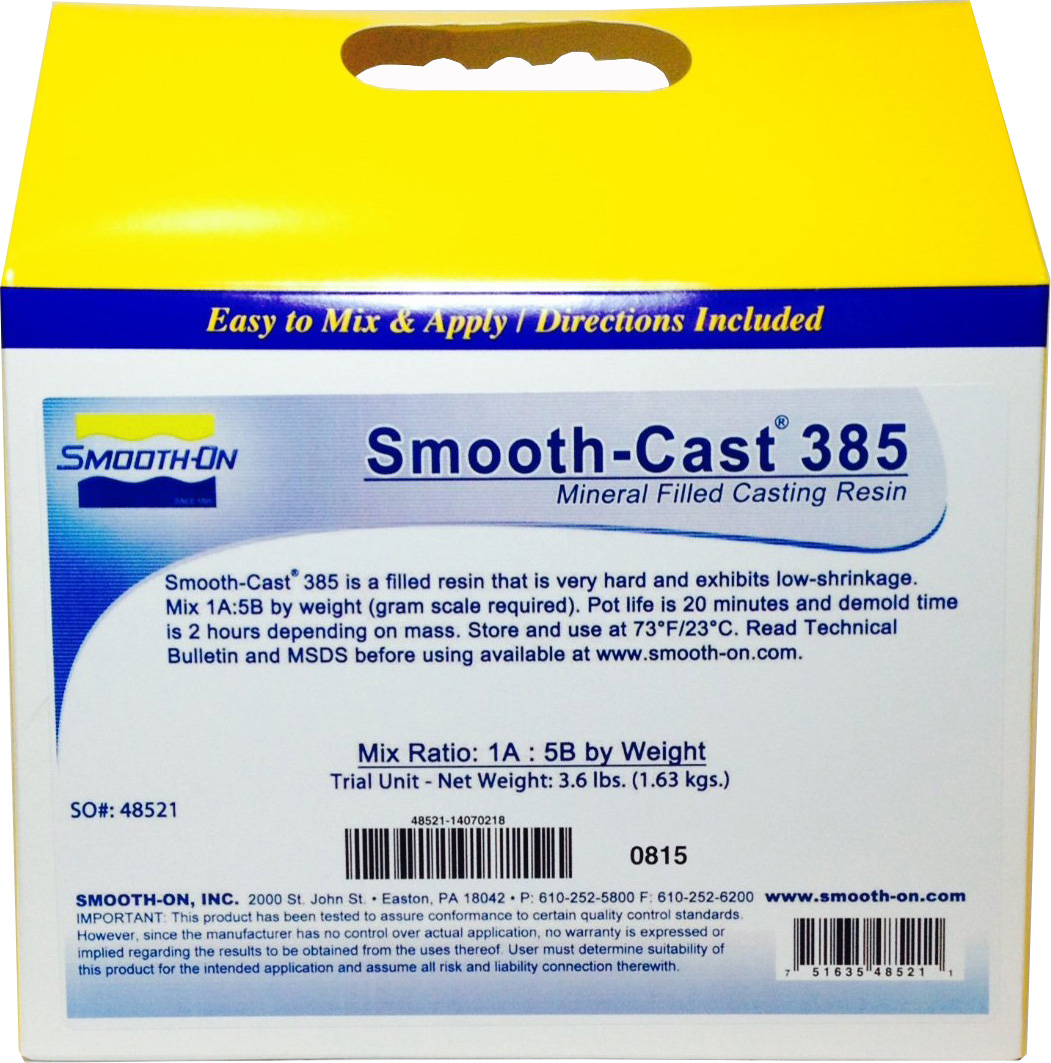 Easy to Mix & Apply / Directions Included
SMOOTH-ON
Smooth-Cast® 385
Mineral Filled Casting Resin
Smooth-Cast® 385 is a filled resin that is very hard and exhibits low-shrinkage.
Mix 1A:5B by weight (gram scale required). Pot life is 20 minutes and demold time
is 2 hours depending on mass. Store and use at 73°F/23°C. Read Technical
Bulletin and MSDS before using available at www.smooth-on.com.
Mix Ratio: 1A : 5B by Weight
Trial Unit - Net Weight: 3.6 lbs. (1.63 kgs.)
SO#: 48521
48521-14070218
0815
SMOOTH-ON, INC. 2000 St. John St. • Easton, PA 18042 • P: 610-252-5800 F: 610-252-6200 www.smooth-on.com
IMPORTANT: This product has been tested to assure conformance to certain quality control standards.
However, since the manufacturer has no control over actual application, no warranty is expressed or
implied regarding the results to be obtained from the uses thereof. User must determine suitability of
this product for the intended application and assume all risk and liability connection therewith.
7 51635 48521 1